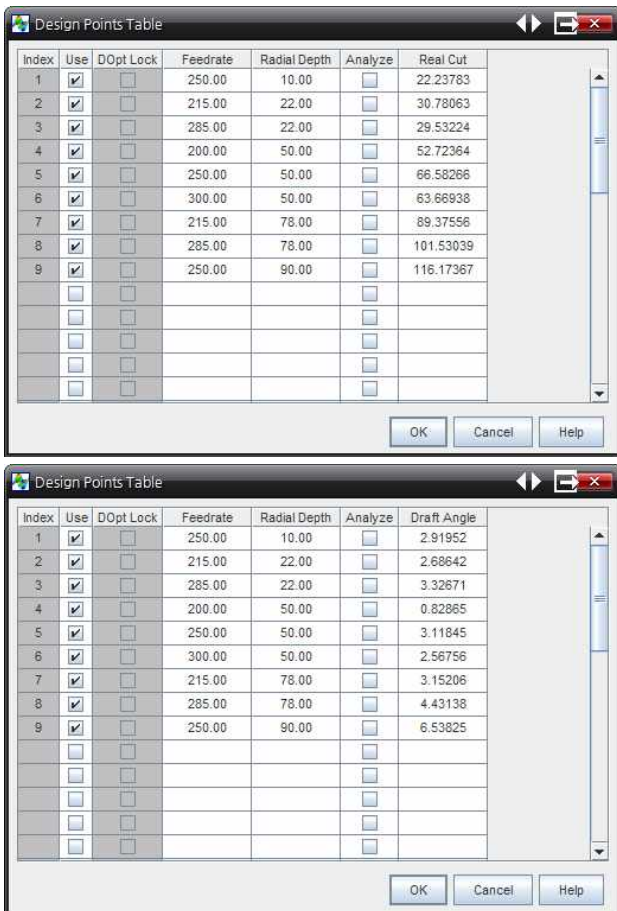 Design Points Table
Index Use DOpt Lock Feedrate Radial Depth Analyze Real Cut
1 250.00 10.00 22.23783
2 215.00 22.00 30.78063
3 285.00 22.00 29.53224
4 200.00 50.00 52.72364
5 250.00 50.00 66.58266
6 300.00 50.00 63.66938
7 215.00 78.00 89.37556
8 285.00 78.00 101.53039
9 250.00 90.00 116.17367
OK Cancel Help
Design Points Table
Index Use DOpt Lock Feedrate Radial Depth Analyze Draft Angle
1 250.00 10.00 2.91952
2 215.00 22.00 2.68642
3 285.00 22.00 3.32671
4 200.00 50.00 0.82865
5 250.00 50.00 3.11845
6 300.00 50.00 2.56756
7 215.00 78.00 3.15206
8 285.00 78.00 4.43138
9 250.00 90.00 6.53825
OK Cancel Help